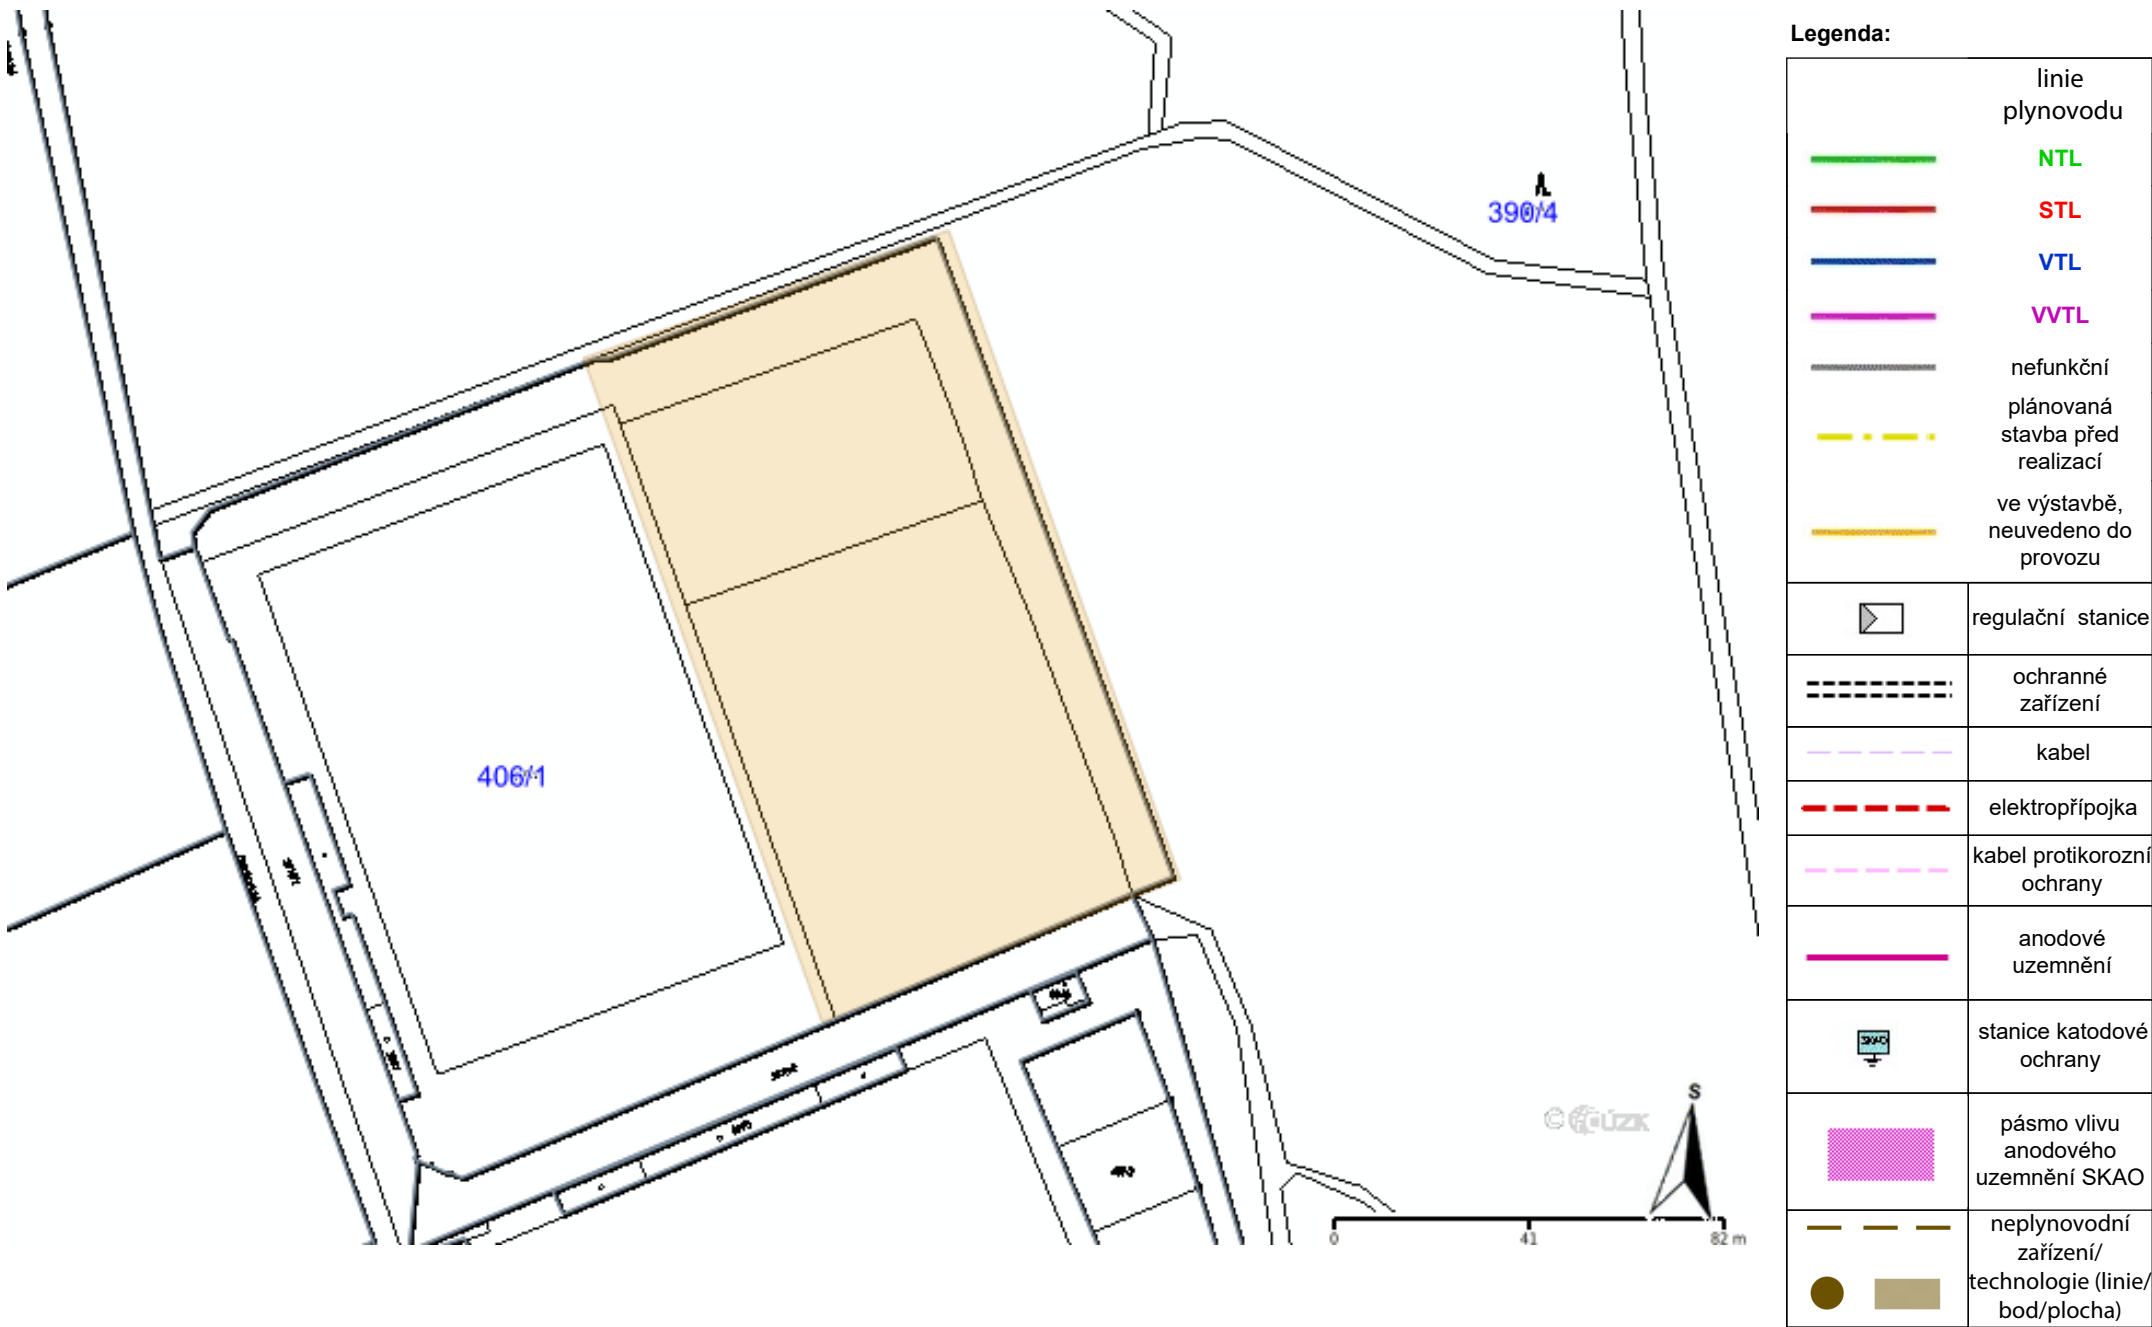 Legenda:
linie
plynovodu
NTL
STL
VTL
VVTL
nefunkční
plánovaná
stavba před
realizací
ve výstavbě,
neuvedeno do
provozu
regulační stanice
ochranné
zařízení
kabel
elektropřípojka
kabel protikorozní
ochrany
anodové
uzemnění
SKAO
stanice katodové
ochrany
pásmo vlivu
anodového
uzemnění SKAO
neplynovodní
zařízení/
technologie (linie/
bod/plocha)
390/4
406/1
© ČÚZK
S
0 41 82 m